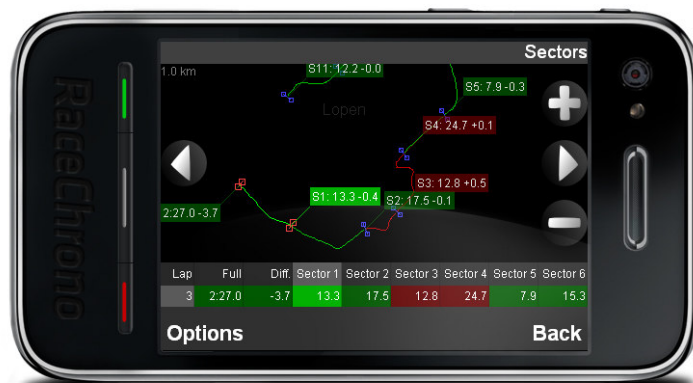 RaceChrono
Sectors
1.0 km
S11: 12.2 -0.0
S5: 7.9 -0.3
Lopen
S4: 24.7 +0.1
S3: 12.8 +0.5
S1: 13.3 -0.4
S2: 17.5 -0.1
2:27.0 -3.7
Lap Full Diff. Sector 1 Sector 2 Sector 3 Sector 4 Sector 5 Sector 6
3 2:27.0 -3.7 13.3 17.5 12.8 24.7 7.9 15.3
Options Back